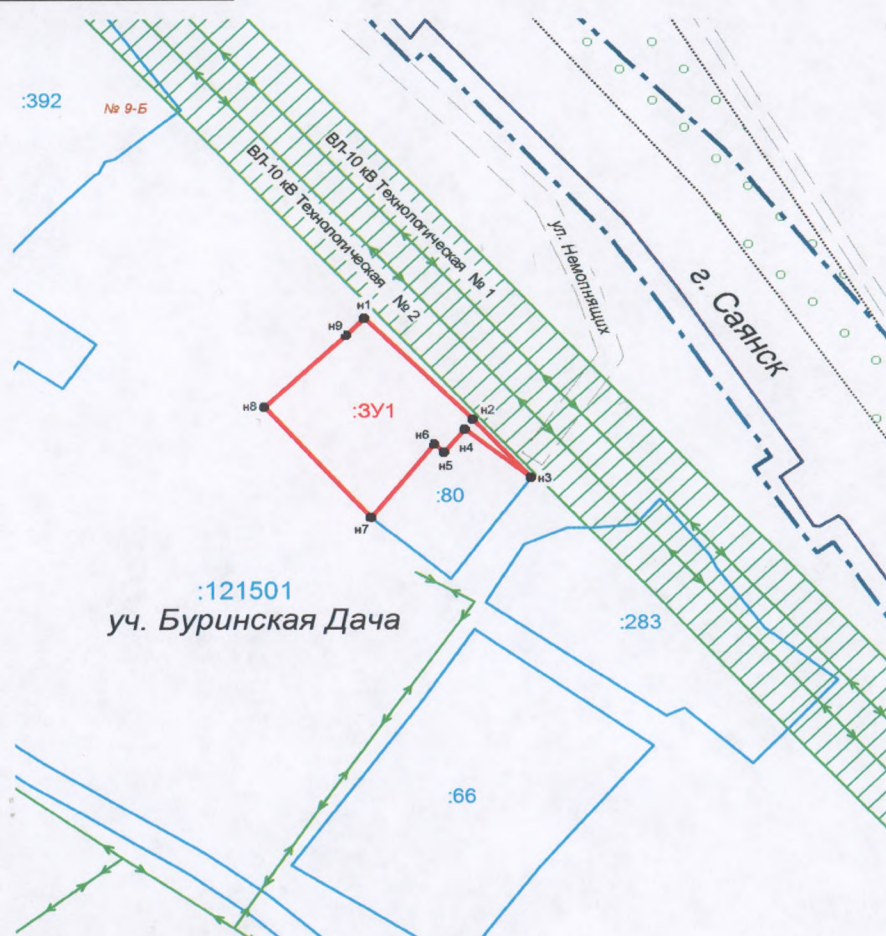 :392
№ 9-Б
ВЛ-10 кВ Технологическая № 1
ВЛ-10 кВ Технологическая № 2
ул. Немолнящих
г. Саянск
н1
н9
н8
:ЗУ1
н2
н4
н6
н5
н3
:80
н7
:121501
уч. Буринская Дача
:283
:66